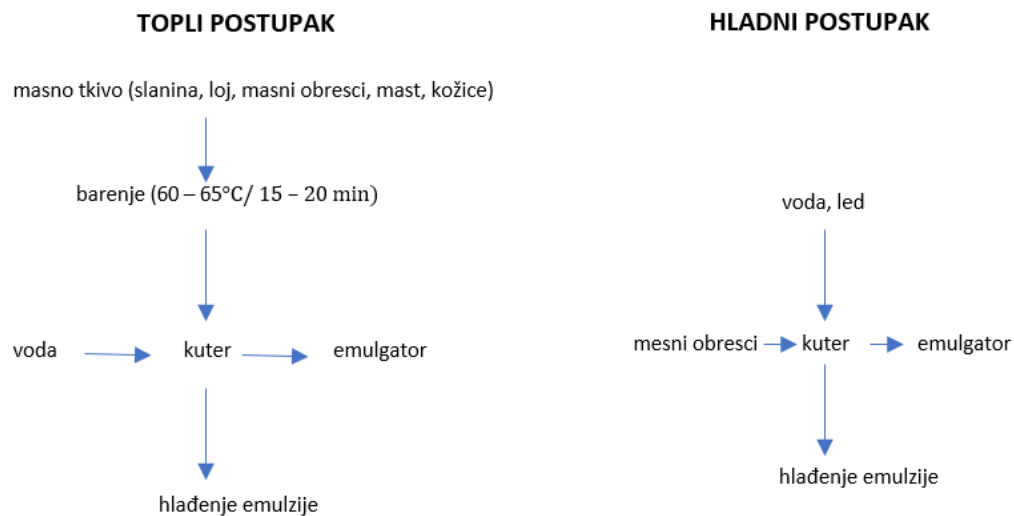 TOPLI POSTUPAK
masno tkivo (slanina, loj, masni obresci, mast, kožice)
barenje (60 – 65°C/ 15 – 20 min)
voda
kuter
emulgator
hlađenje emulzije
HLADNI POSTUPAK
voda, led
mesni obresci
kuter
emulgator
hlađenje emulzije